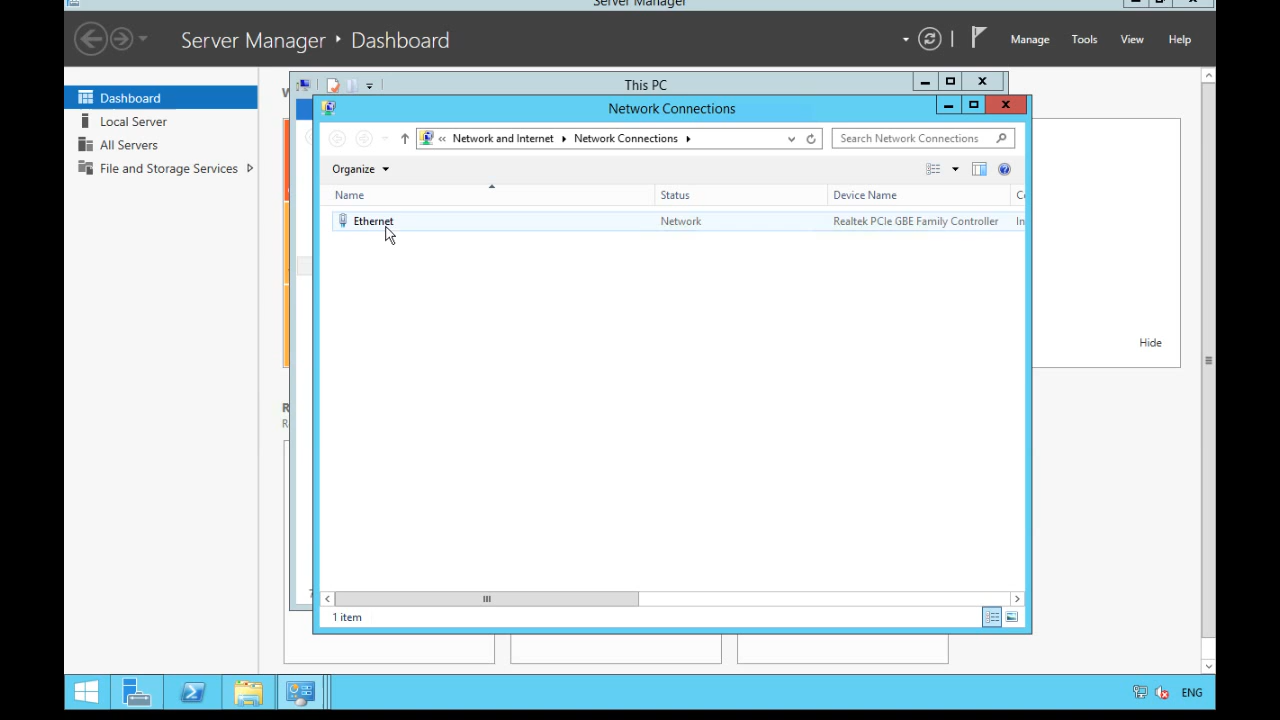 Server Manager
Server Manager ‣ Dashboard
Manage Tools View Help
Dashboard
Local Server
All Servers
File and Storage Services
This PC
Network Connections
« Network and Internet Network Connections
Search Network Connections
Organize
Name Status Device Name
Ethernet Network Realtek PCIe GBE Family Controller In
Hide
1 item
ENG